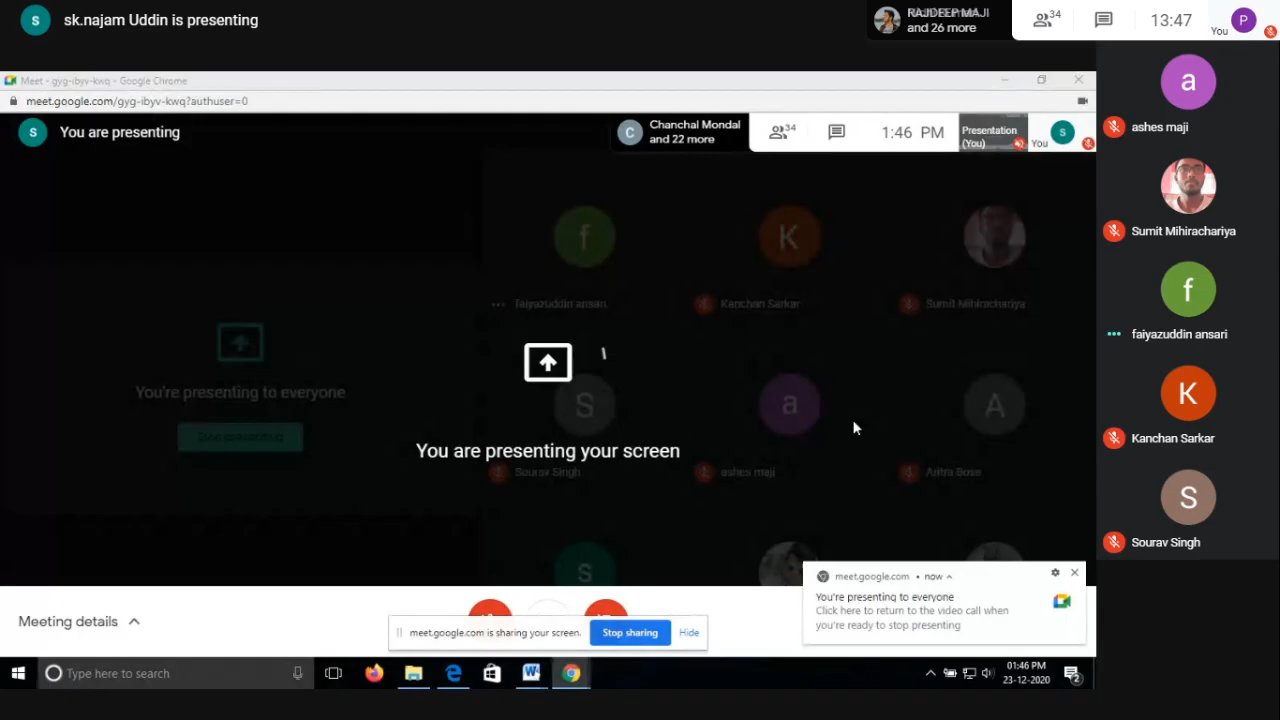 s
sk.najam Uddin is presenting
RAJDEEP MAJI
and 26 more
34
13:47
You
P
Meet - gyg-ibyv-kwq - Google Chrome
meet.google.com/gyg-ibyv-kwq?authuser=0
S
You are presenting
C
Chanchal Mondal
and 22 more
34
1:46 PM
Presentation
(You)
You
S
f
K
faiyazuddin ansari
Kanchan Sarkar
Sumit Mihirachariya
You're presenting to everyone
Stop presenting
S
a
A
You are presenting your screen
Sourav Singh
ashes maji
Aritra Bose
S
meet.google.com • now
You're presenting to everyone
Click here to return to the video call when
you're ready to stop presenting
Meeting details
meet.google.com is sharing your screen.
Stop sharing
Hide
Type here to search
W
01:46 PM
23-12-2020
2
a
ashes maji
Sumit Mihirachariya
f
faiyazuddin ansari
K
Kanchan Sarkar
S
Sourav Singh